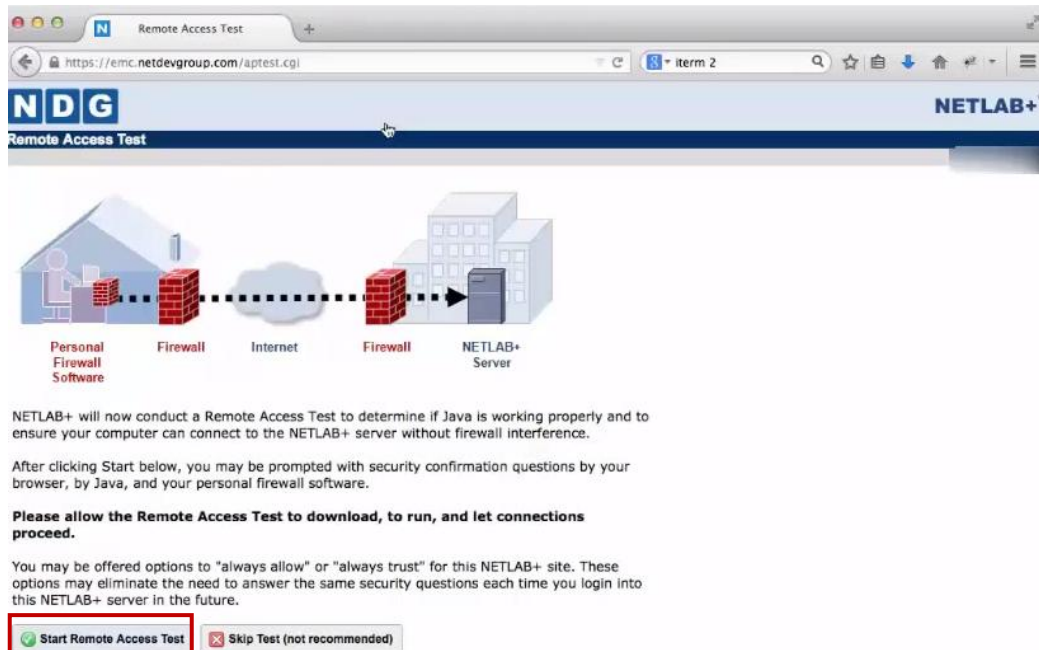 Remote Access Test
https://emc.netdevgroup.com/aptest.cgi
iterm 2
NDG
NETLAB+
Remote Access Test
Personal Firewall Software
Firewall
Internet
Firewall
NETLAB+ Server
NETLAB+ will now conduct a Remote Access Test to determine if Java is working properly and to
ensure your computer can connect to the NETLAB+ server without firewall interference.
After clicking Start below, you may be prompted with security confirmation questions by your
browser, by Java, and your personal firewall software.
Please allow the Remote Access Test to download, to run, and let connections
proceed.
You may be offered options to "always allow" or "always trust" for this NETLAB+ site. These
options may eliminate the need to answer the same security questions each time you login into
this NETLAB+ server in the future.
Start Remote Access Test
Skip Test (not recommended)